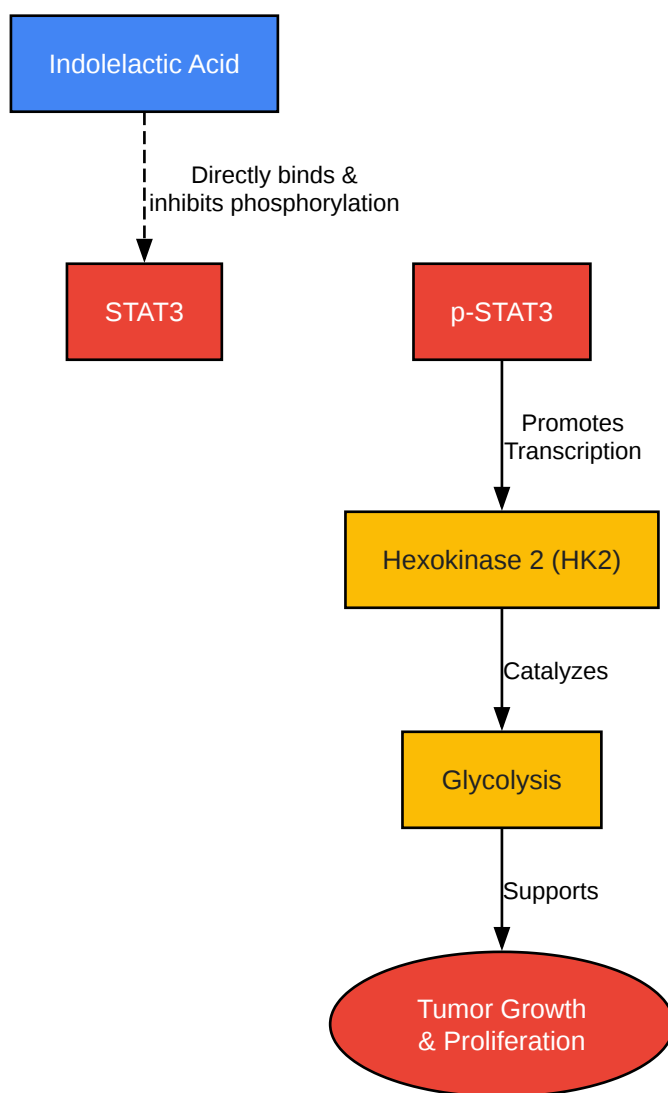 Indolelactic Acid
Directly binds &
inhibits phosphorylation
STAT3
p-STAT3
Promotes
Transcription
Hexokinase 2 (HK2)
Catalyzes
Glycolysis
Supports
Tumor Growth
& Proliferation